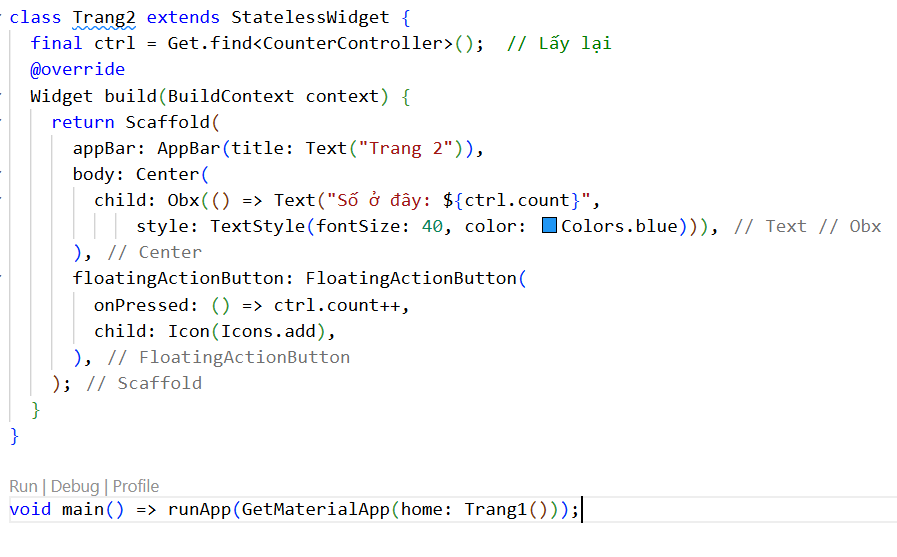 class Trang2 extends StatelessWidget {
  final ctrl = Get.find<CounterController>();  // Lấy lại
  @override
  Widget build(BuildContext context) {
    return Scaffold(
      appBar: AppBar(title: Text("Trang 2")),
      body: Center(
        child: Obx(() => Text("Số ở đây: ${ctrl.count}",
            style: TextStyle(fontSize: 40, color: Colors.blue))), // Text // Obx
      ), // Center
      floatingActionButton: FloatingActionButton(
        onPressed: () => ctrl.count++,
        child: Icon(Icons.add),
      ), // FloatingActionButton
    ); // Scaffold
  }
}
Run | Debug | Profile
void main() => runApp(GetMaterialApp(home: Trang1()));